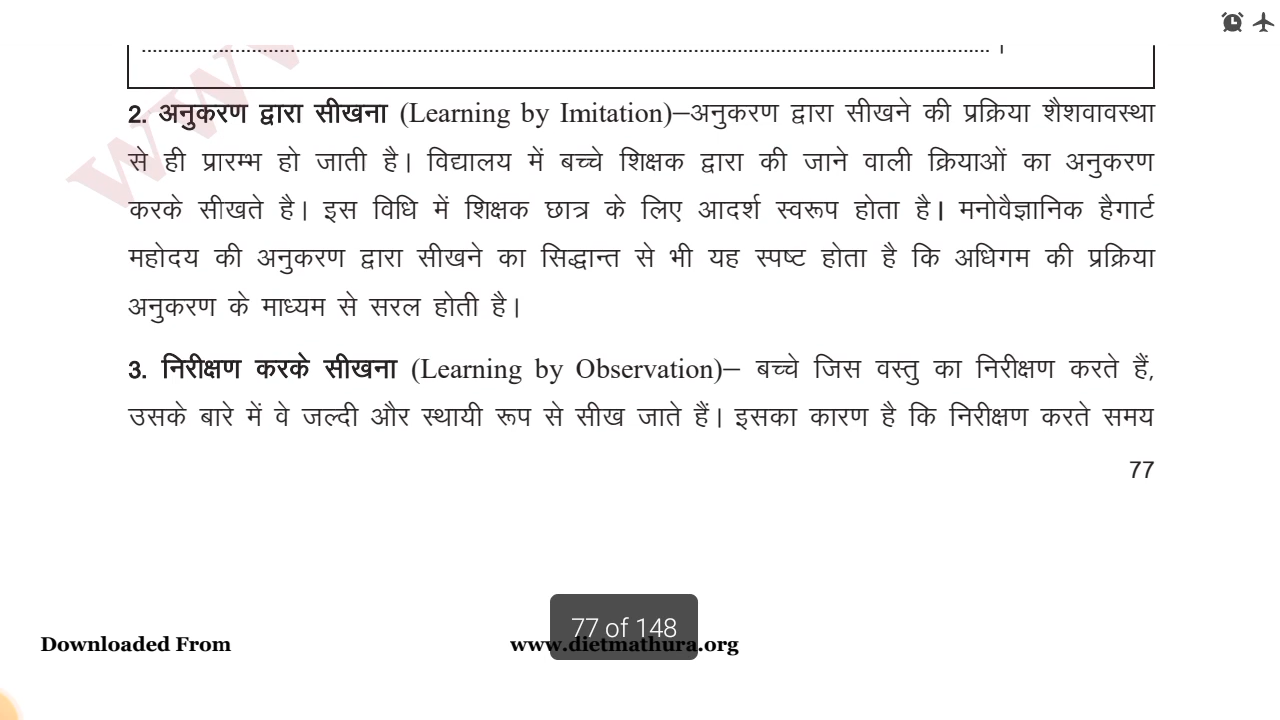 2. अनुकरण द्वारा सीखना (Learning by Imitation)–अनुकरण द्वारा सीखने की प्रक्रिया शैशवावस्था
से ही प्रारम्भ हो जाती है। विद्यालय में बच्चे शिक्षक द्वारा की जाने वाली क्रियाओं का अनुकरण
करके सीखते है। इस विधि में शिक्षक छात्र के लिए आदर्श स्वरूप होता है। मनोवैज्ञानिक हैगार्ट
महोदय की अनुकरण द्वारा सीखने का सिद्धान्त से भी यह स्पष्ट होता है कि अधिगम की प्रक्रिया
अनुकरण के माध्यम से सरल होती है।
3. निरीक्षण करके सीखना (Learning by Observation)– बच्चे जिस वस्तु का निरीक्षण करते हैं,
उसके बारे में वे जल्दी और स्थायी रूप से सीख जाते हैं। इसका कारण है कि निरीक्षण करते समय
77
77 of 148
Downloaded From www.dietmathura.org